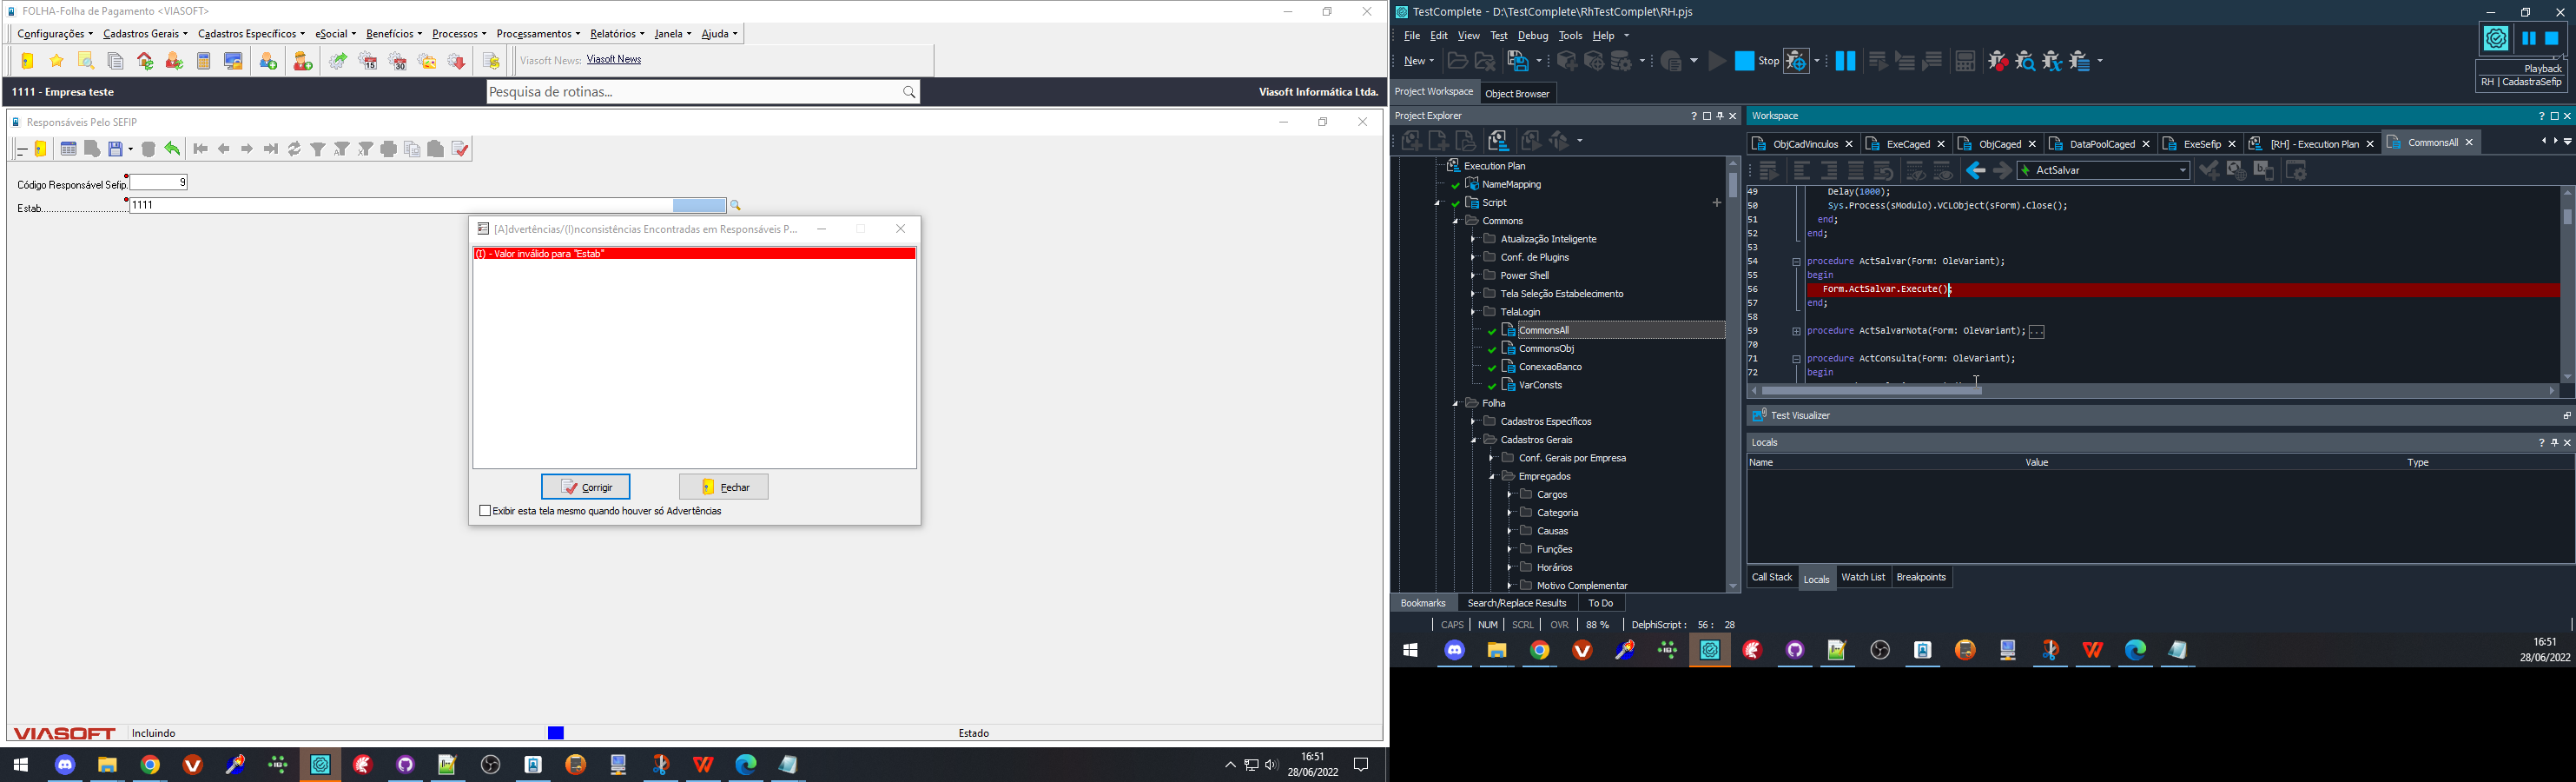 FOLHA-Folha de Pagamento <VIASOFT>
Configurações Cadastros Gerais Cadastros Específicos eSocial Benefícios Processos Processamentos Relatórios Janela Ajuda
Viasoft News: Viasoft News
1111 - Empresa teste
Pesquisa de rotinas...
Viasoft Informática Ltda.
Responsáveis Pelo SEFIP
Código Responsável Sefip. 9
Estab. 1111
[A]dvertências/(I)nconsistências Encontradas em Responsáveis P...
(I) - Valor inválido para "Estab"
Corrigir
Fechar
Exibir esta tela mesmo quando houver só Advertências
VIASOFT
Incluindo
Estado
16:51
28/06/2022
TestComplete - D:\TestComplete\RhTestComplet\RH.pjs
File Edit View Test Debug Tools Help
New
Stop
Playback
RH | CadastraSefip
Project Workspace
Object Browser
Project Explorer
Execution Plan
NameMapping
Script
Commons
Atualização Inteligente
Conf. de Plugins
Power Shell
Tela Seleção Estabelecimento
TelaLogin
CommonsAll
CommonsObj
ConexaoBanco
VarConsts
Folha
Cadastros Específicos
Cadastros Gerais
Conf. Gerais por Empresa
Empregados
Cargos
Categoria
Causas
Funções
Horários
Motivo Complementar
Bookmarks
Search/Replace Results
To Do
Workspace
ObjCadVinculos
ExeCaged
ObjCaged
DataPoolCaged
ExeSefip
[RH] - Execution Plan
CommonsAll
ActSalvar
49 Delay(1000);
50 Sys.Process(sModulo).VCLObject(sForm).Close();
51 end;
52 end;
53
54 procedure ActSalvar(Form: OleVariant);
55 begin
56 Form.ActSalvar.Execute();
57 end;
58
59 procedure ActSalvarNota(Form: OleVariant);...
70
71 procedure ActConsulta(Form: OleVariant);
72 begin
Test Visualizer
Locals
Name Value Type
Call Stack
Locals
Watch List
Breakpoints
CAPS NUM SCRL OVR 88 % DelphiScript : 56 : 28
16:51
28/06/2022